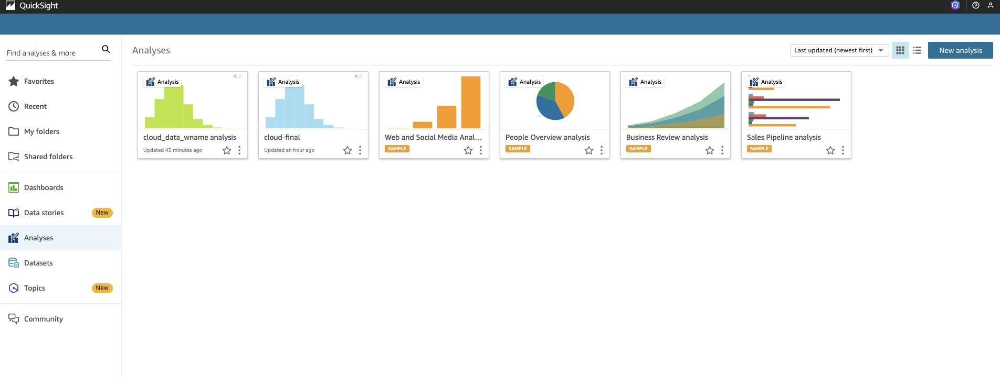 QuickSight
Find analyses & more
Favorites
Recent
My folders
Shared folders
Dashboards
Data stories New
Analyses
Datasets
Topics New
Community
Analyses
Last updated (newest first)
New analysis
Analysis
cloud_data_wname analysis
Updated 43 minutes ago
Analysis
cloud-final
Updated an hour ago
Analysis
Web and Social Media Anal...
SAMPLE
Analysis
People Overview analysis
SAMPLE
Analysis
Business Review analysis
SAMPLE
Analysis
Sales Pipeline analysis
SAMPLE